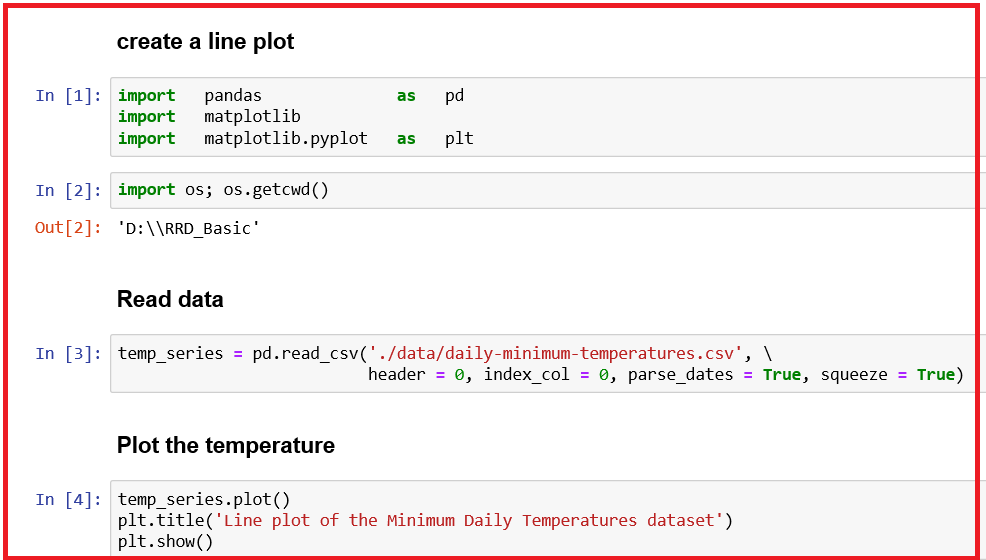 create a line plot
In [1]: import pandas as pd
import matplotlib
import matplotlib.pyplot as plt
In [2]: import os; os.getcwd()
Out[2]: 'D:\\RRD_Basic'
Read data
In [3]: temp_series = pd.read_csv('./data/daily-minimum-temperatures.csv', \
header = 0, index_col = 0, parse_dates = True, squeeze = True)
Plot the temperature
In [4]: temp_series.plot()
plt.title('Line plot of the Minimum Daily Temperatures dataset')
plt.show()